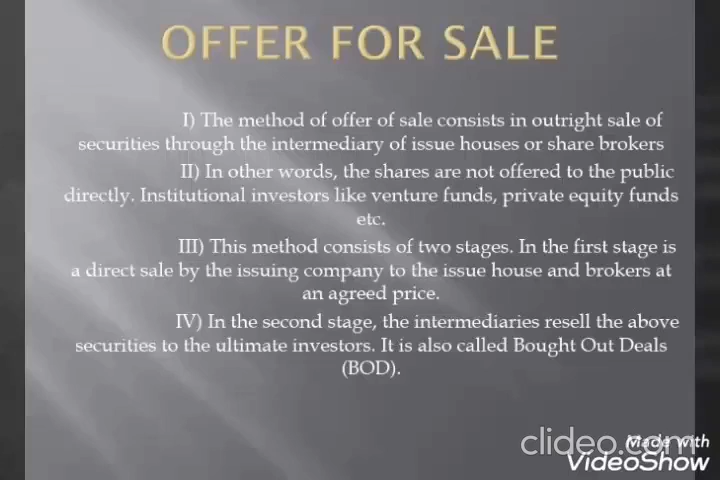 OFFER FOR SALE
I) The method of offer of sale consists in outright sale of
securities through the intermediary of issue houses or share brokers
II) In other words, the shares are not offered to the public
directly. Institutional investors like venture funds, private equity funds
etc.
III) This method consists of two stages. In the first stage is
a direct sale by the issuing company to the issue house and brokers at
an agreed price.
IV) In the second stage, the intermediaries resell the above
securities to the ultimate investors. It is also called Bought Out Deals
(BOD).
clideo.com
Made with
VideoShow